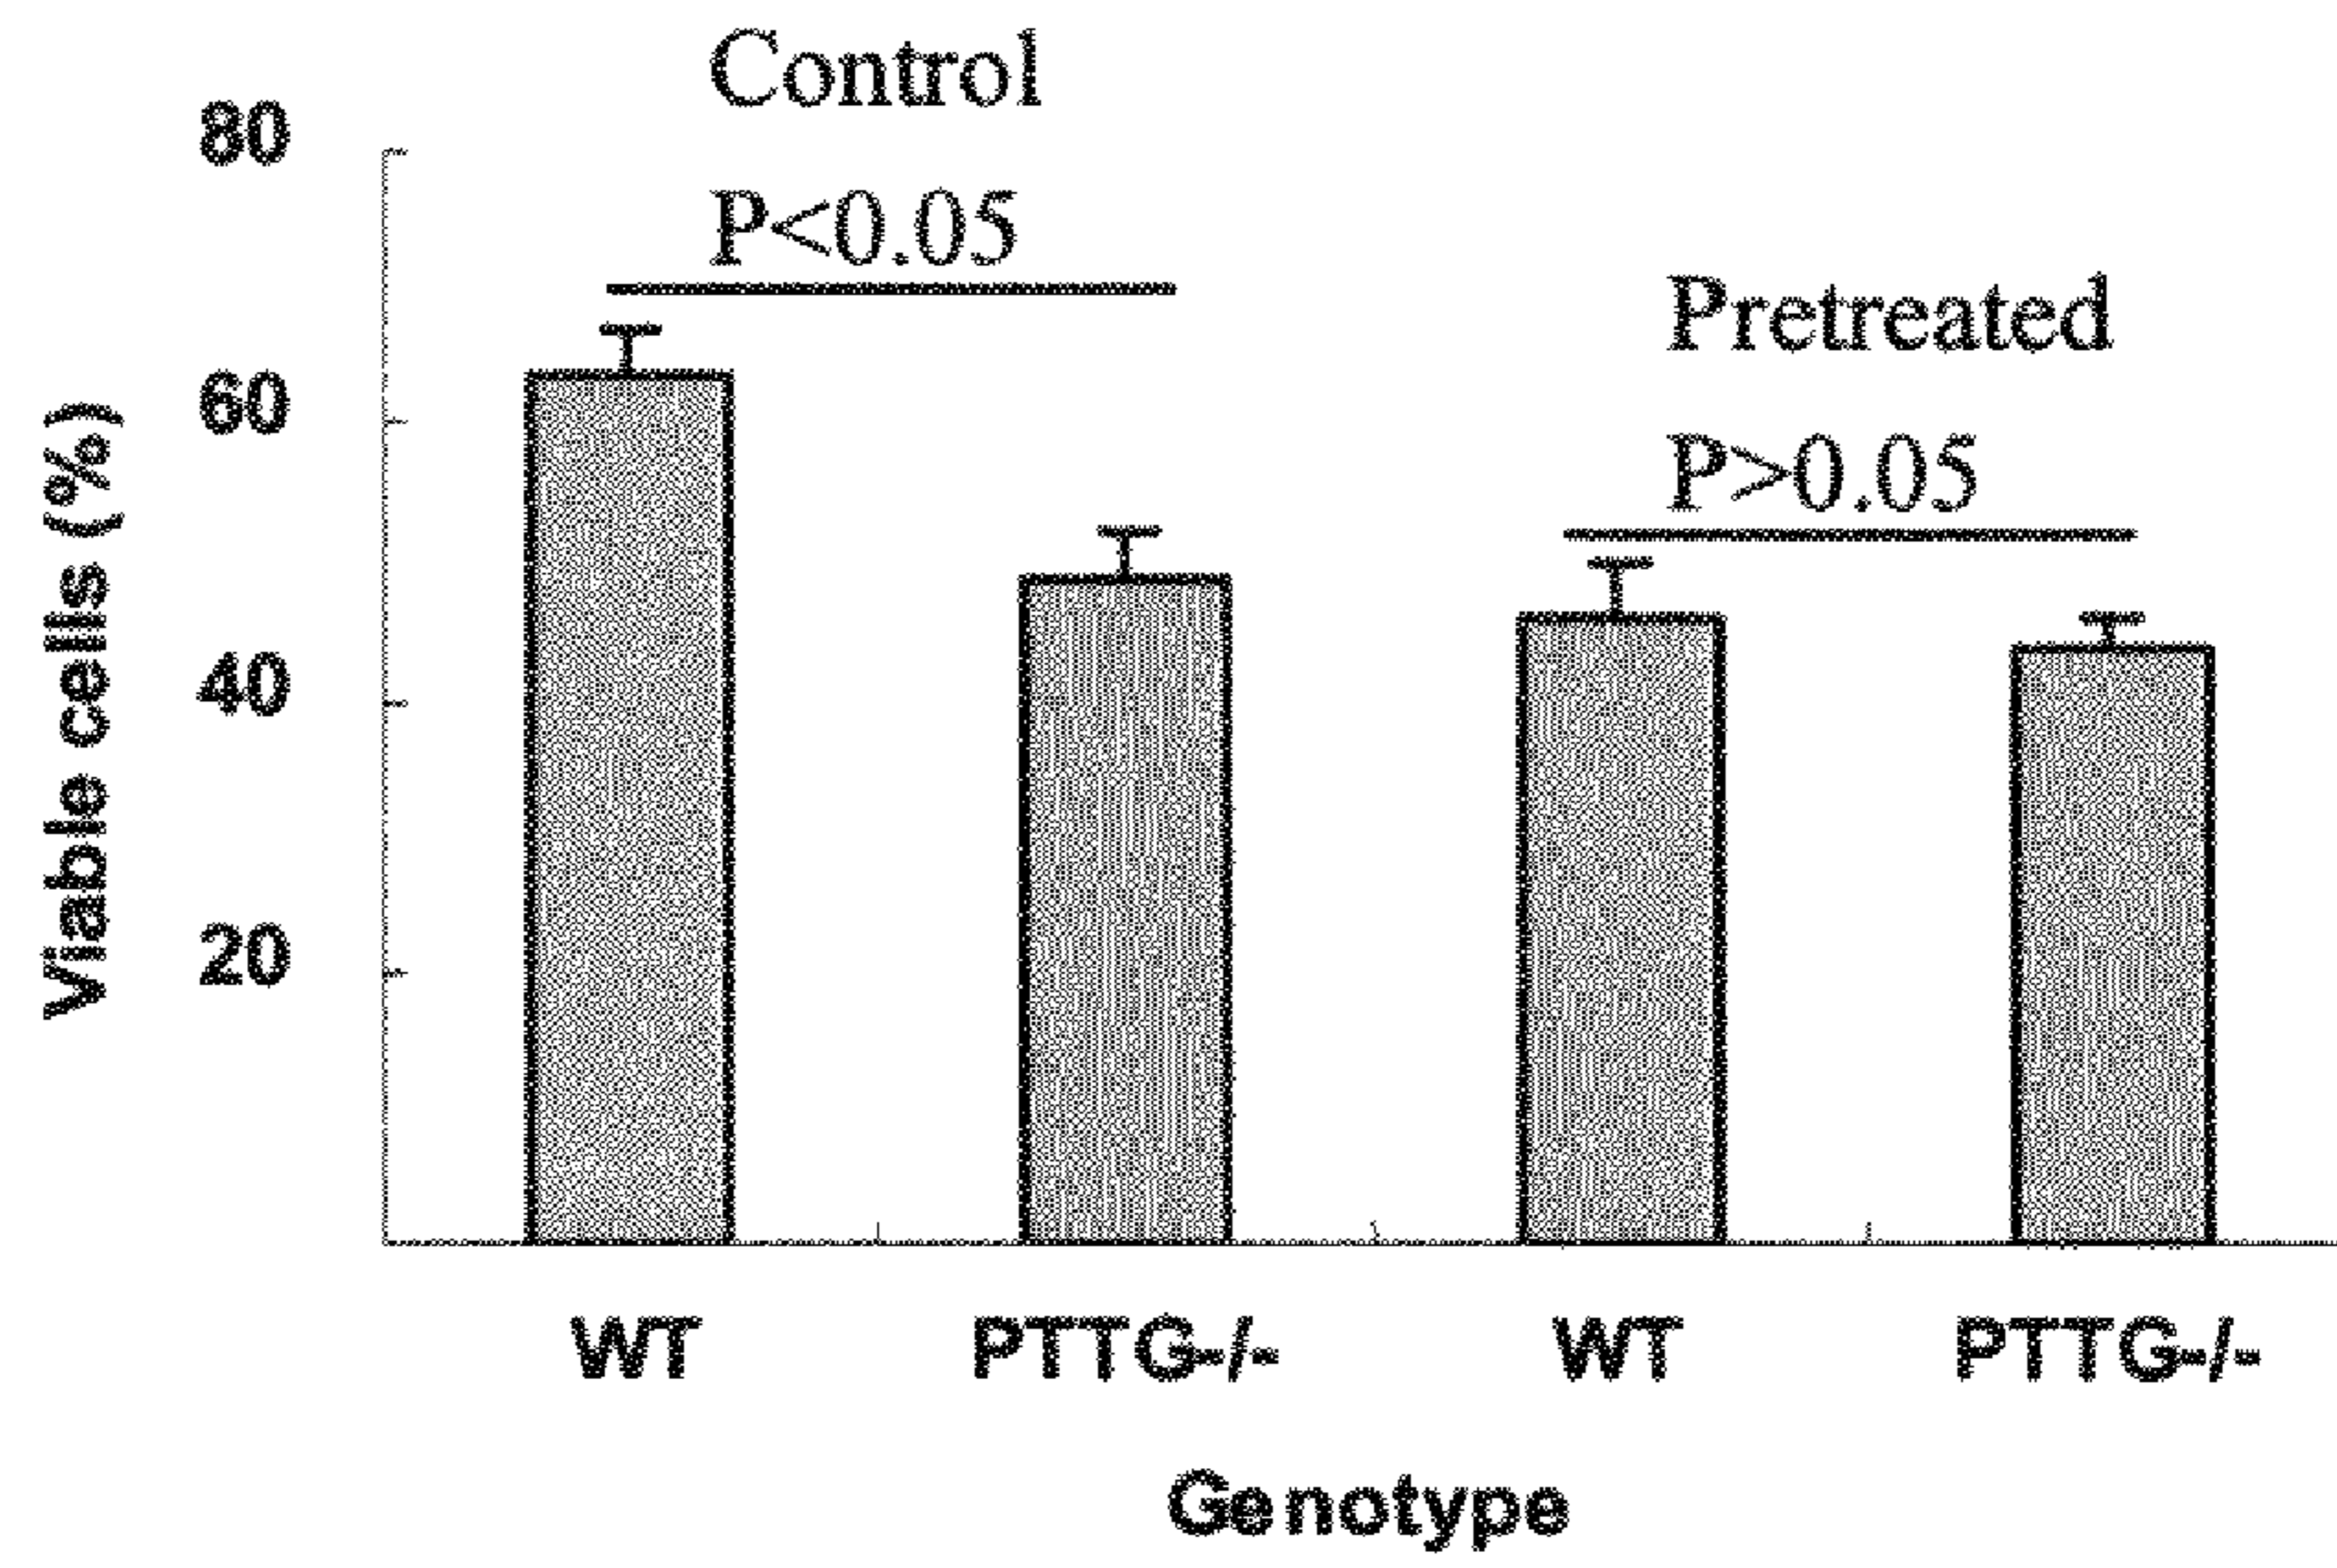 Control
80
P<0.05
Pretreated
60
P>0.05
Viable cells (%)
40
20
WT PTTG-/- WT PTTG-/-
Genotype